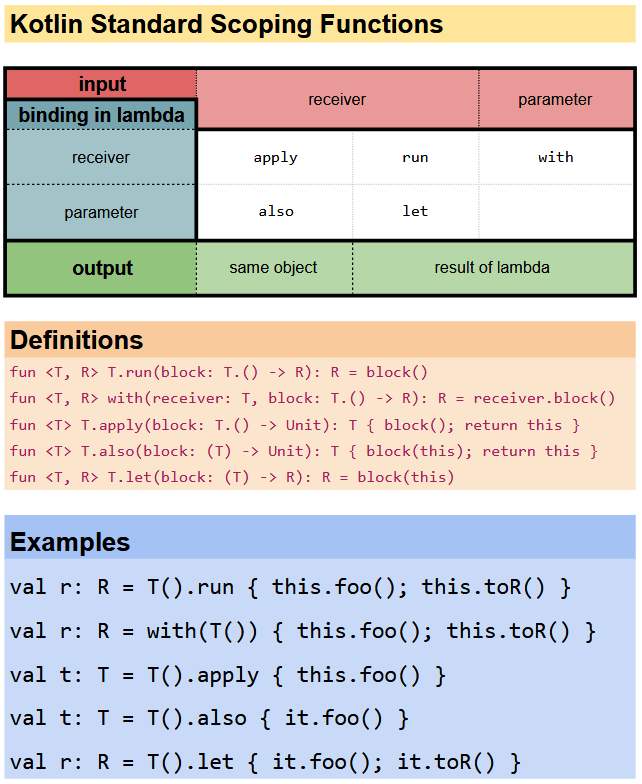 Kotlin Standard Scoping Functions
input
receiver
parameter
binding in lambda
receiver
apply
run
with
parameter
also
let
output
same object
result of lambda
Definitions
fun <T, R> T.run(block: T.() -> R): R = block()
fun <T, R> with(receiver: T, block: T.() -> R): R = receiver.block()
fun <T> T.apply(block: T.() -> Unit): T { block(); return this }
fun <T> T.also(block: (T) -> Unit): T { block(this); return this }
fun <T, R> T.let(block: (T) -> R): R = block(this)
Examples
val r: R = T().run { this.foo(); this.toR() }
val r: R = with(T()) { this.foo(); this.toR() }
val t: T = T().apply { this.foo() }
val t: T = T().also { it.foo() }
val r: R = T().let { it.foo(); it.toR() }